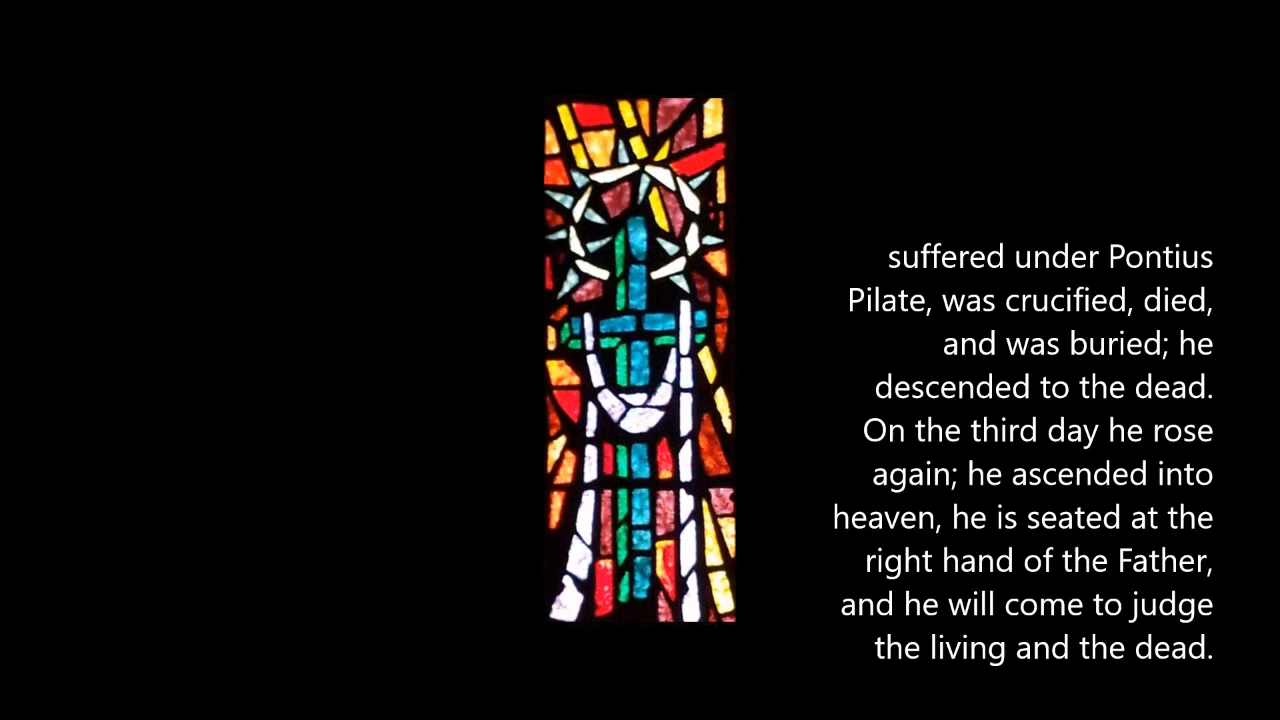 suffered under Pontius
Pilate, was crucified, died,
and was buried; he
descended to the dead.
On the third day he rose
again; he ascended into
heaven, he is seated at the
right hand of the Father,
and he will come to judge
the living and the dead.